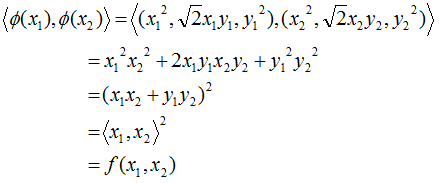 ⟨ϕ(x₁),ϕ(x₂)⟩=⟨(x₁²,√2x₁y₁,y₁²),(x₂²,√2x₂y₂,y₂²)⟩
=x₁²x₂²+2x₁y₁x₂y₂+y₁²y₂²
=(x₁x₂+y₁y₂)²
=⟨x₁,x₂⟩²
=f(x₁,x₂)